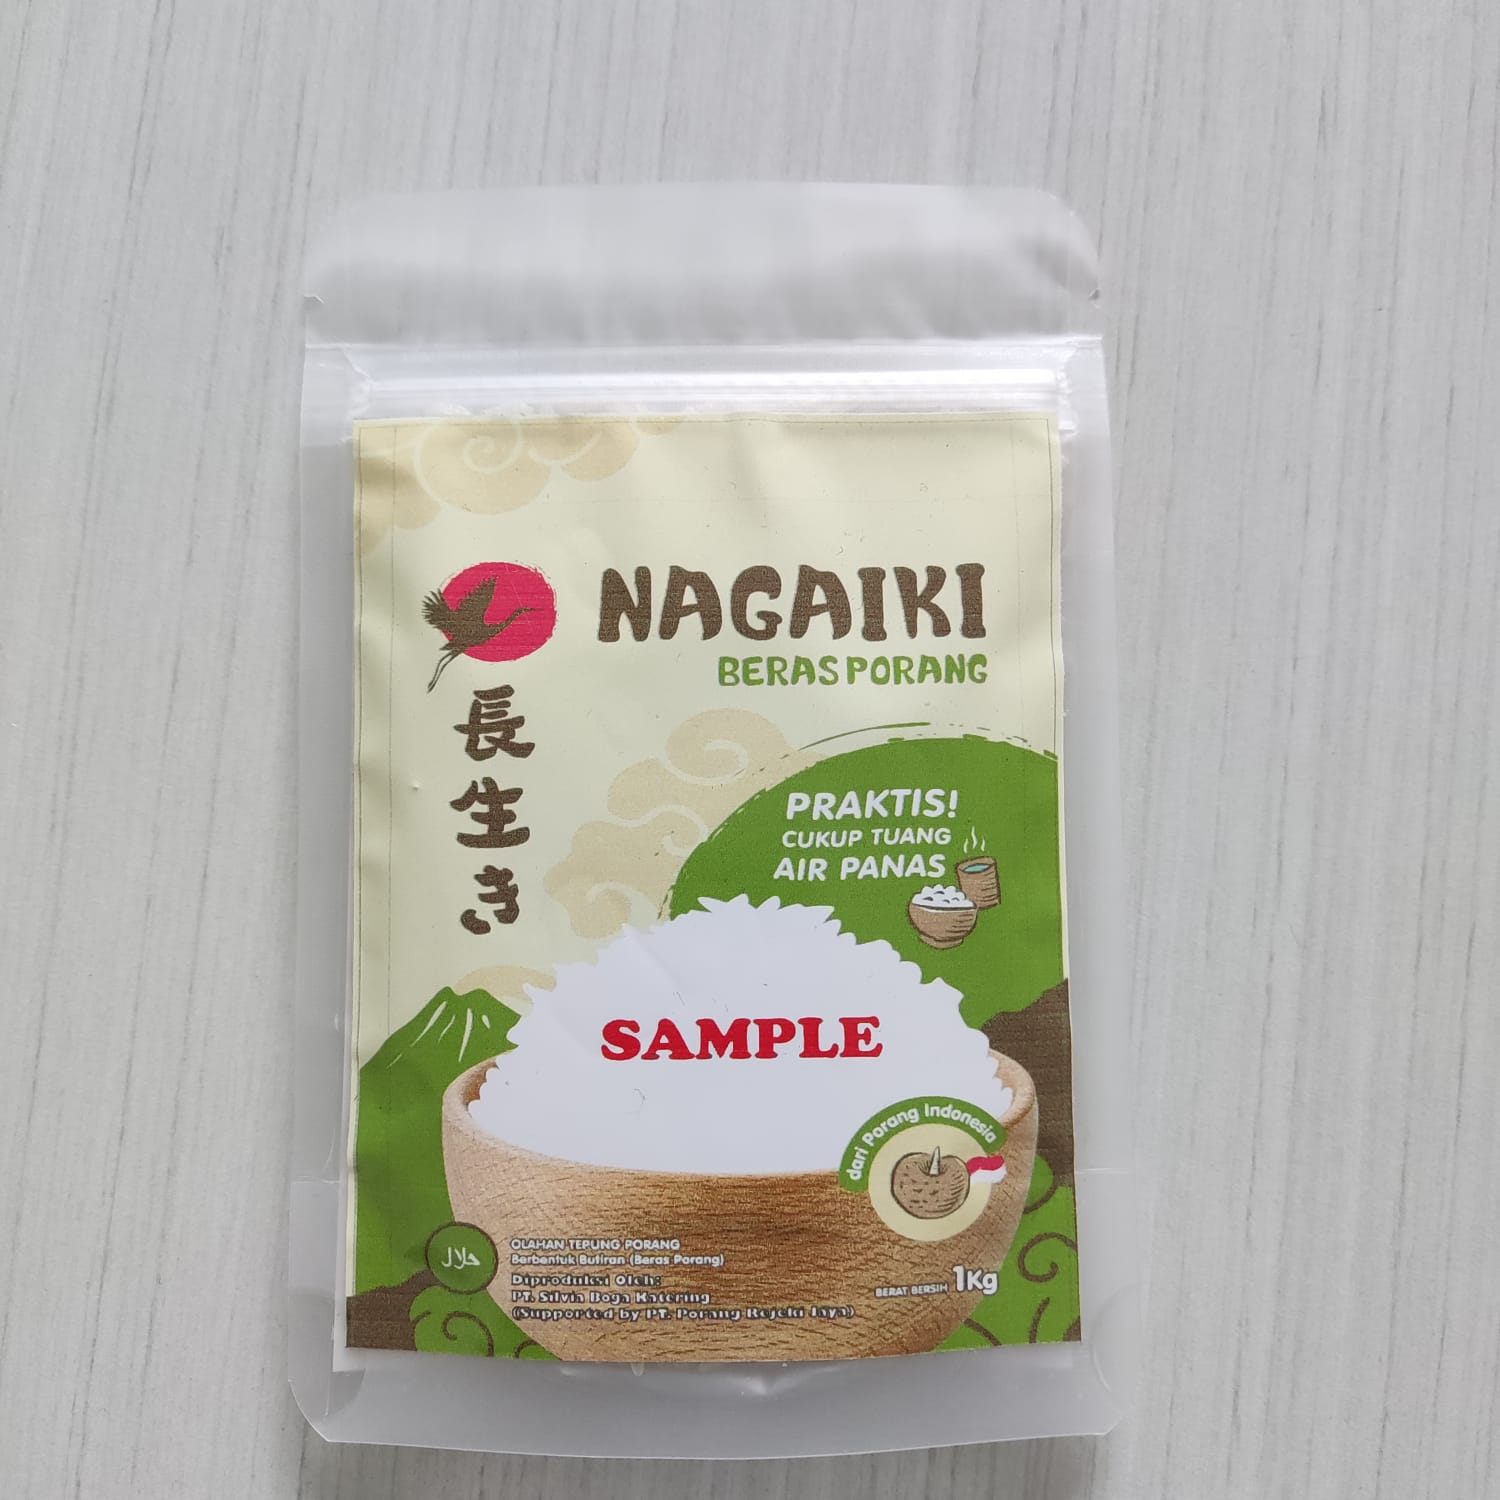 NAGAIKI
BERAS PORANG
長生き
PRAKTIS!
CUKUP TUANG
AIR PANAS
SAMPLE
dari Porang Indonesia
حلال
OLAHAN TEPUNG PORANG
Berbentuk Butiran (Beras Porang)
Diproduksi Oleh:
PT. Silvia Boga Katering
(Supported by PT. Porang Rejeki Jaya)
BERAT BERSIH 1Kg